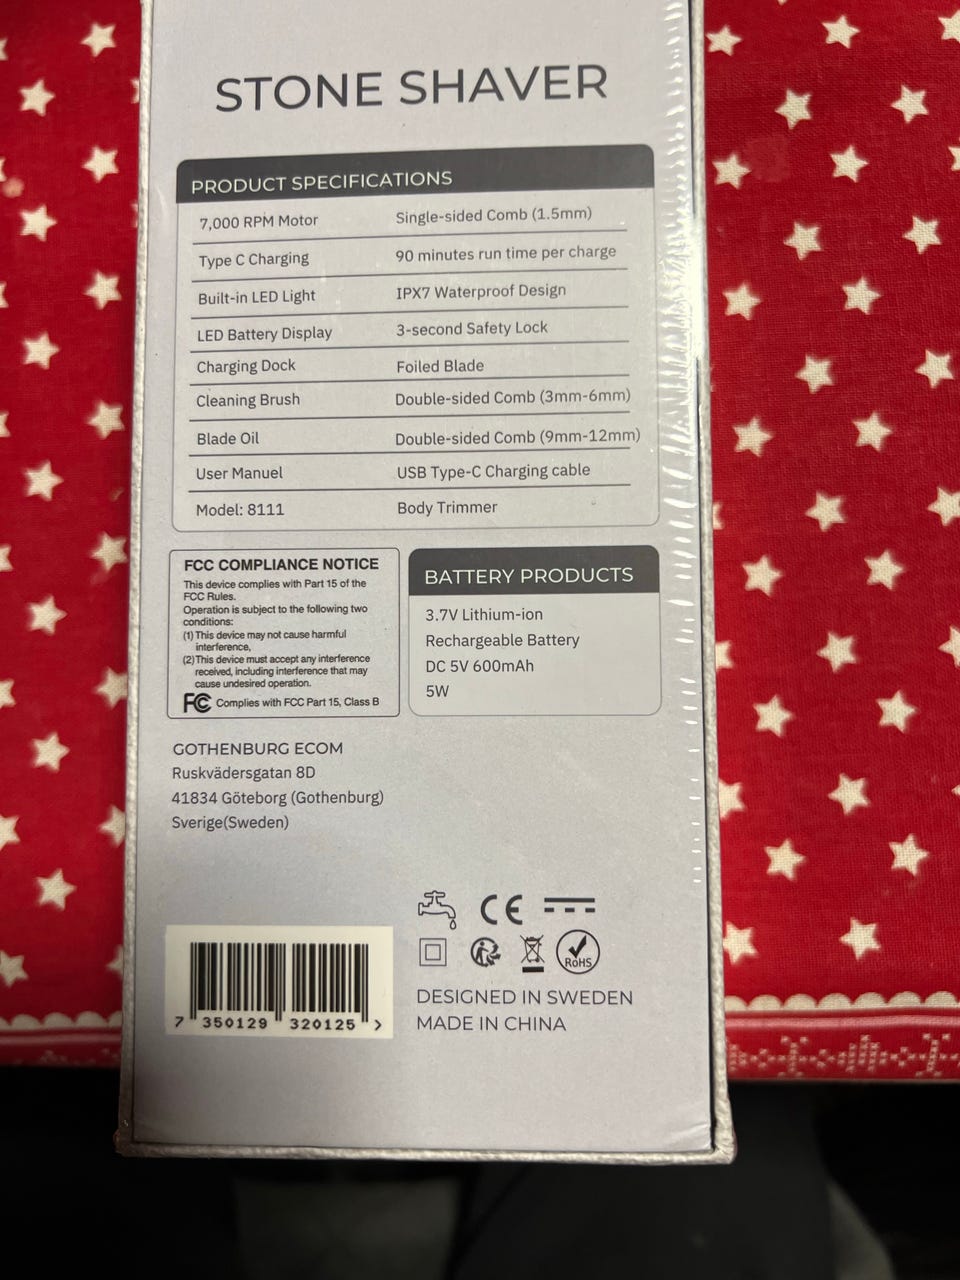 STONE SHAVER
PRODUCT SPECIFICATIONS
7,000 RPM Motor Single-sided Comb (1.5mm)
Type C Charging 90 minutes run time per charge
Built-in LED Light IPX7 Waterproof Design
LED Battery Display 3-second Safety Lock
Charging Dock Foiled Blade
Cleaning Brush Double-sided Comb (3mm-6mm)
Blade Oil Double-sided Comb (9mm-12mm)
User Manuel USB Type-C Charging cable
Model: 8111 Body Trimmer
FCC COMPLIANCE NOTICE
This device complies with Part 15 of the
FCC Rules.
Operation is subject to the following two
conditions:
(1) This device may not cause harmful
interference,
(2) This device must accept any interference
received, including interference that may
cause undesired operation.
FC Complies with FCC Part 15, Class B
BATTERY PRODUCTS
3.7V Lithium-ion
Rechargeable Battery
DC 5V 600mAh
5W
GOTHENBURG ECOM
Ruskvädersgatan 8D
41834 Göteborg (Gothenburg)
Sverige(Sweden)
CE
RoHS
7 350129 320125 >
DESIGNED IN SWEDEN
MADE IN CHINA